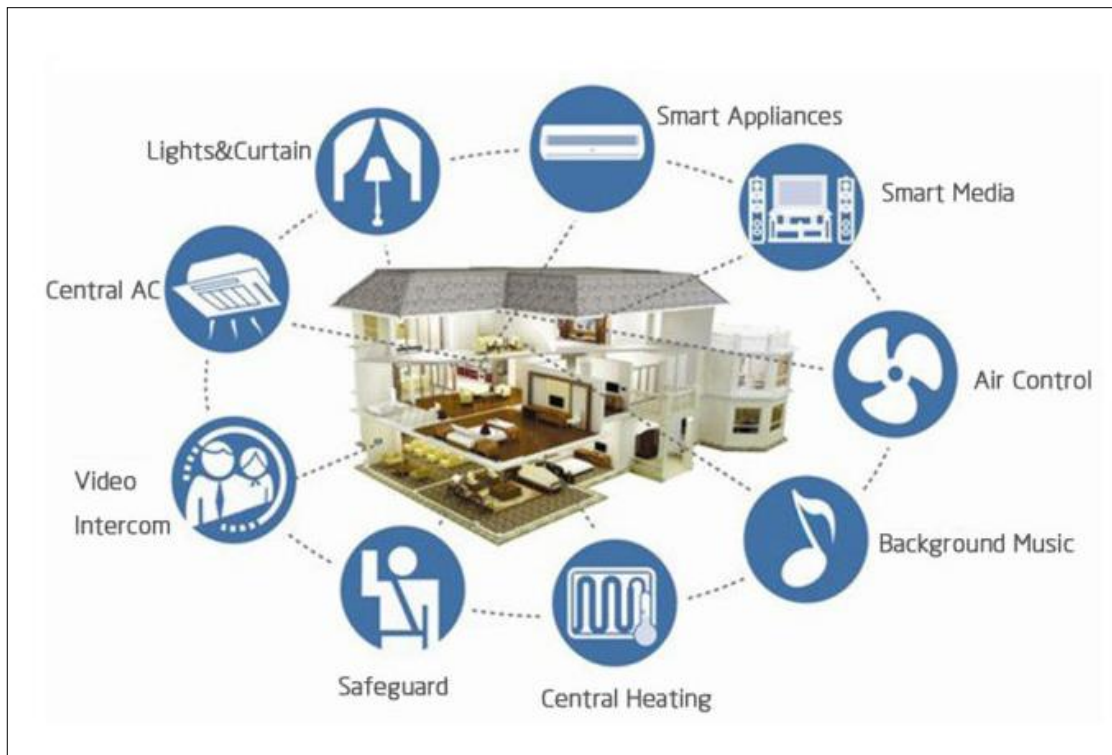 Smart Appliances
Lights&Curtain
Smart Media
Central AC
Air Control
Video
Intercom
Background Music
Safeguard
Central Heating